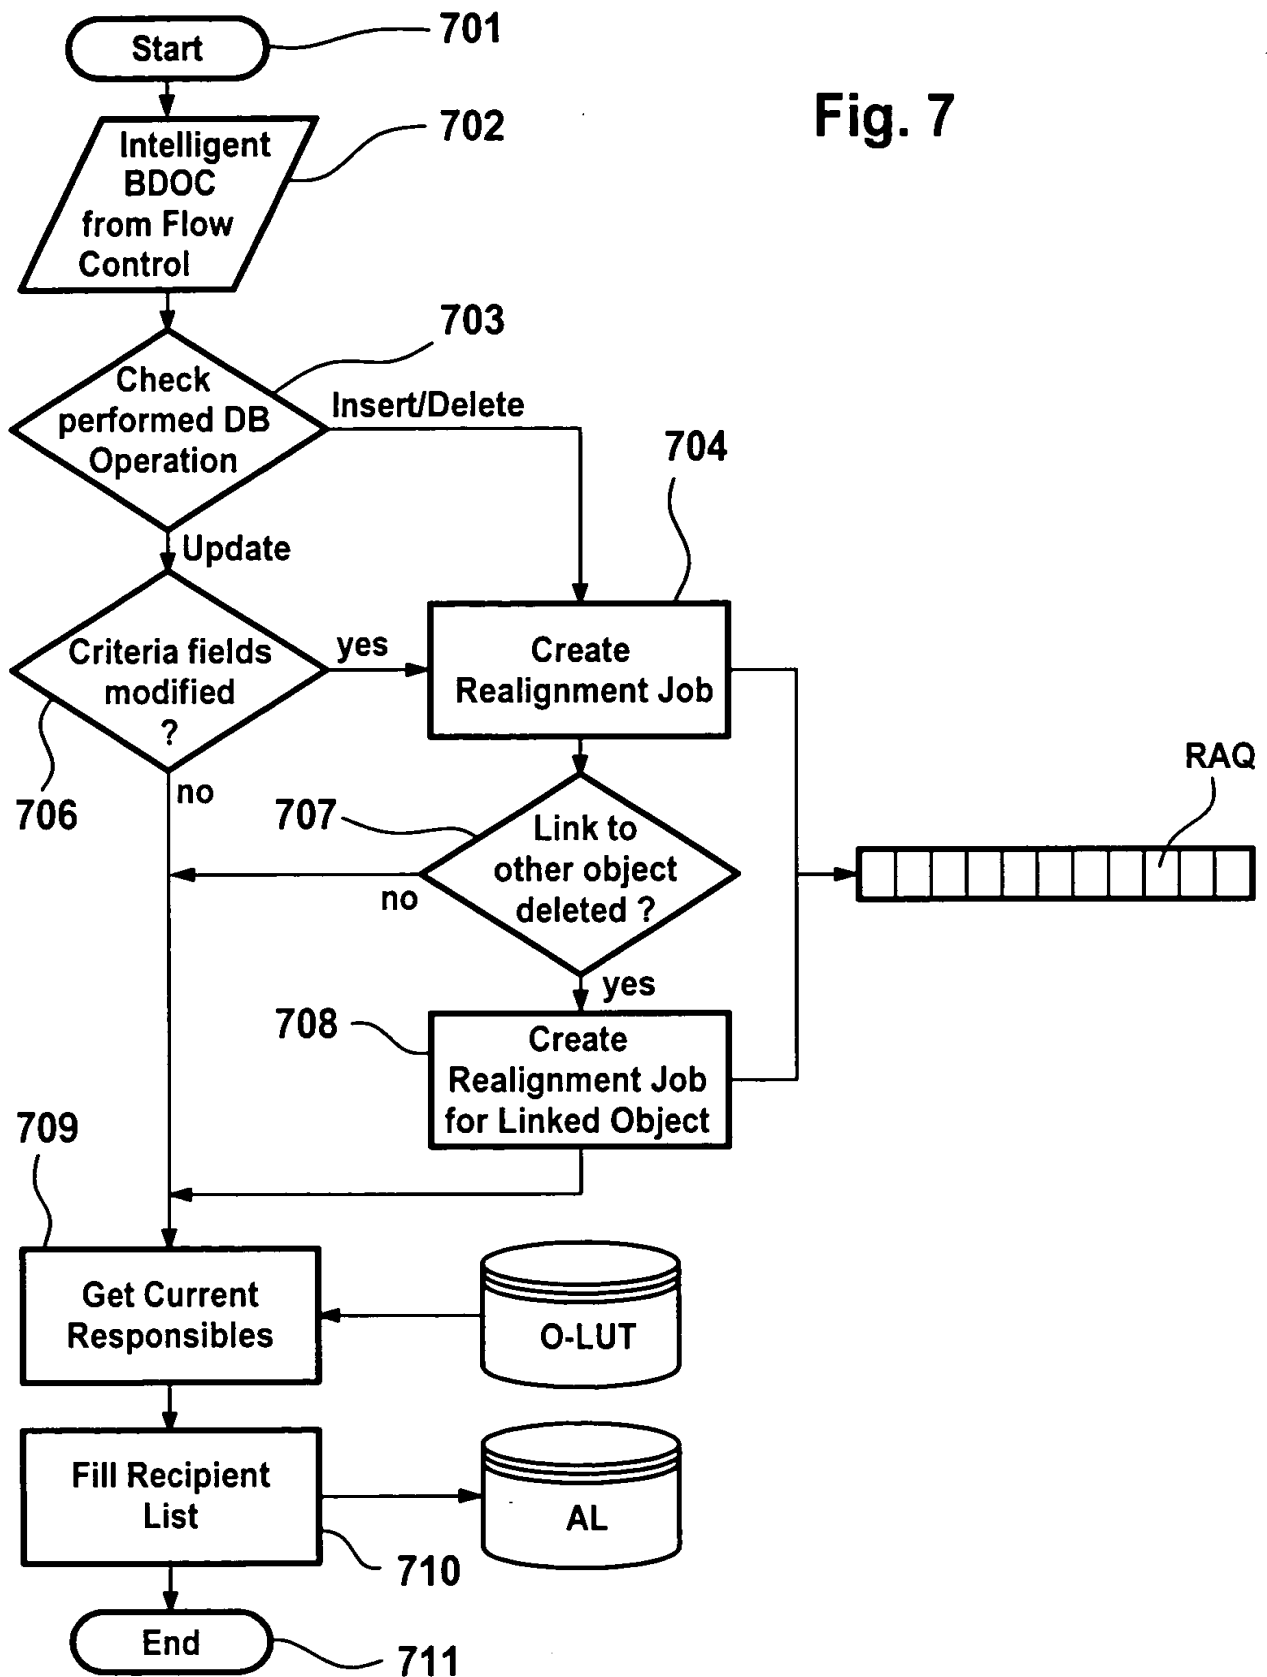 701
Start
Fig. 7
702
Intelligent
BDOC
from Flow
Control
703
Check
performed DB
Operation
Insert/Delete
704
Update
Create
Realignment Job
yes
Criteria fields
modified
?
706
no
RAQ
707
Link to
other object
deleted ?
no
yes
708
Create
Realignment Job
for Linked Object
709
Get Current
Responsibles
O-LUT
Fill Recipient
List
AL
710
End
711